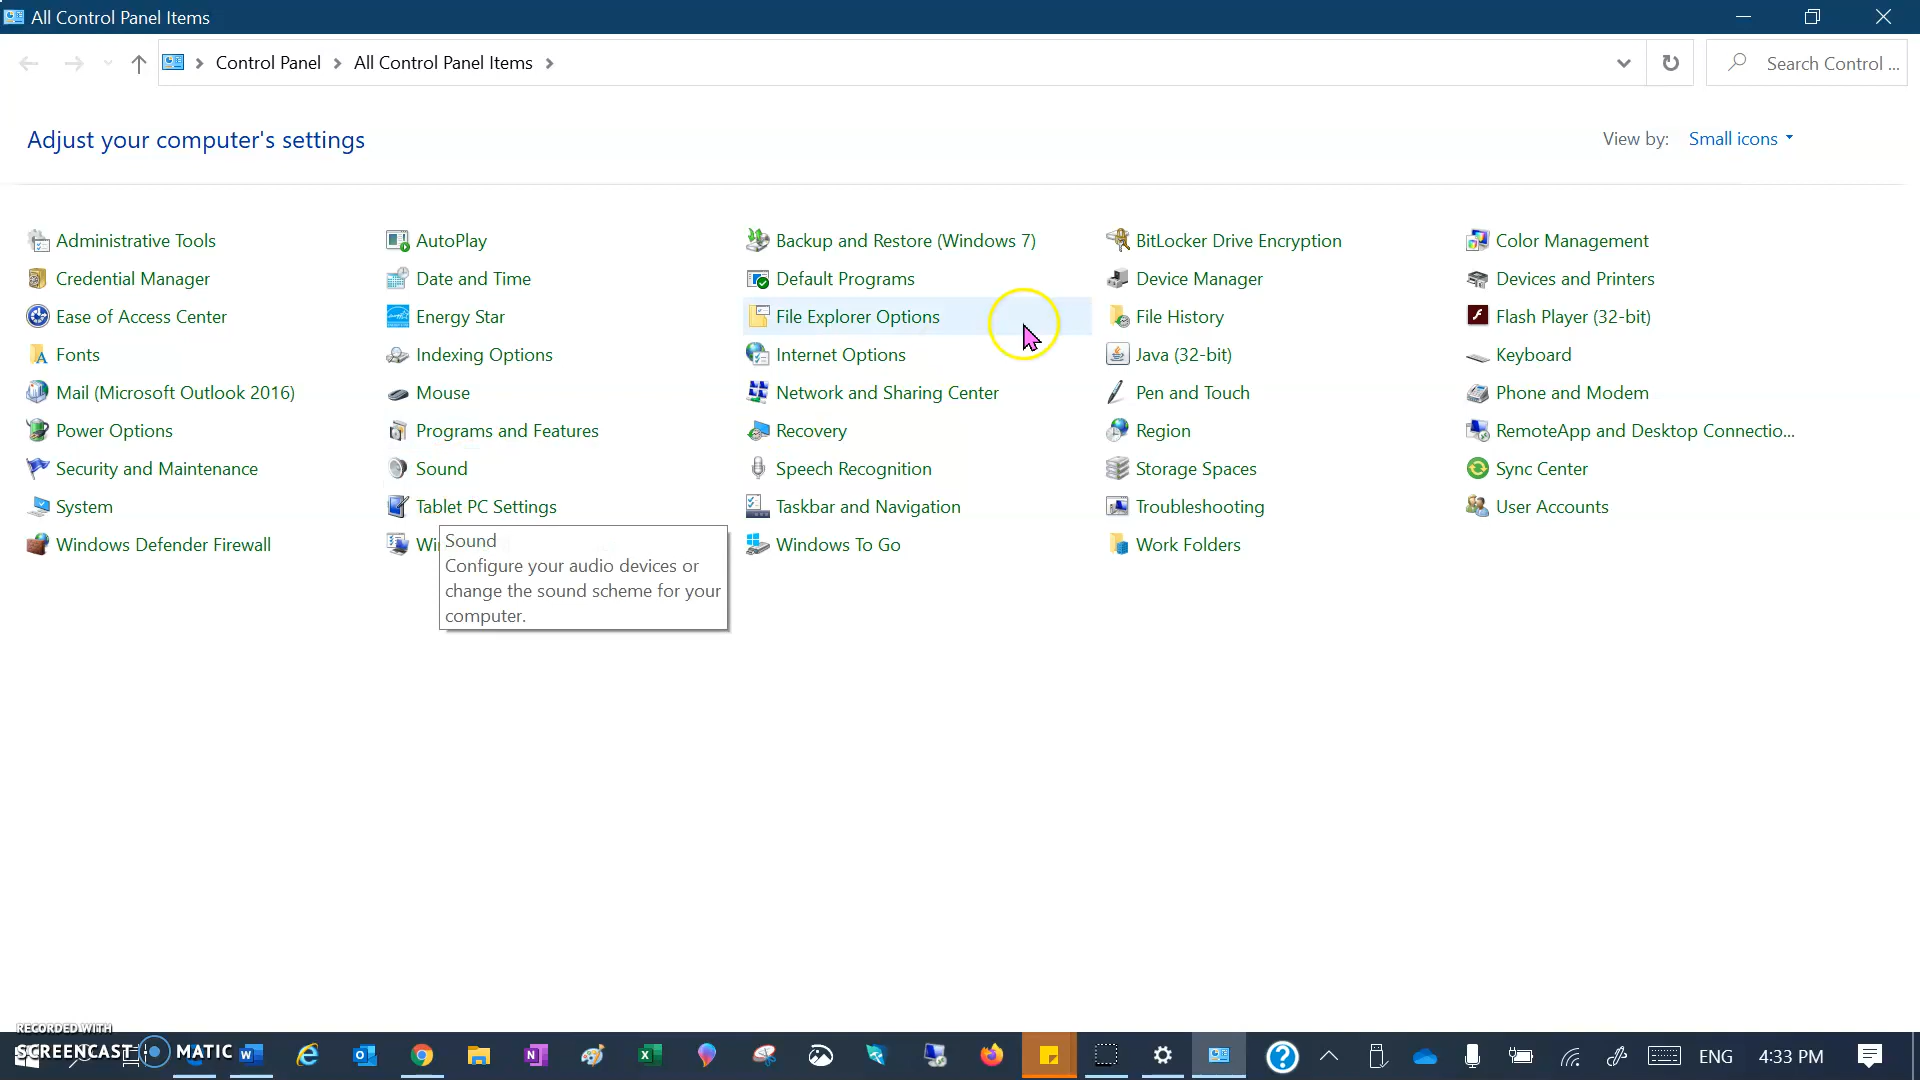 All Control Panel Items
Control Panel
All Control Panel Items
Search Control ...
Adjust your computer's settings
View by: Small icons
Administrative Tools
AutoPlay
Backup and Restore (Windows 7)
BitLocker Drive Encryption
Color Management
Credential Manager
Date and Time
Default Programs
Device Manager
Devices and Printers
Ease of Access Center
Energy Star
File Explorer Options
File History
Flash Player (32-bit)
Fonts
Indexing Options
Internet Options
Java (32-bit)
Keyboard
Mail (Microsoft Outlook 2016)
Mouse
Network and Sharing Center
Pen and Touch
Phone and Modem
Power Options
Programs and Features
Recovery
Region
RemoteApp and Desktop Connectio...
Security and Maintenance
Sound
Speech Recognition
Storage Spaces
Sync Center
System
Tablet PC Settings
Taskbar and Navigation
Troubleshooting
User Accounts
Windows Defender Firewall
Wi
Windows To Go
Work Folders
Sound
Configure your audio devices or
change the sound scheme for your
computer.
RECORDED WITH
SCREENCAST MATIC
ENG
4:33 PM